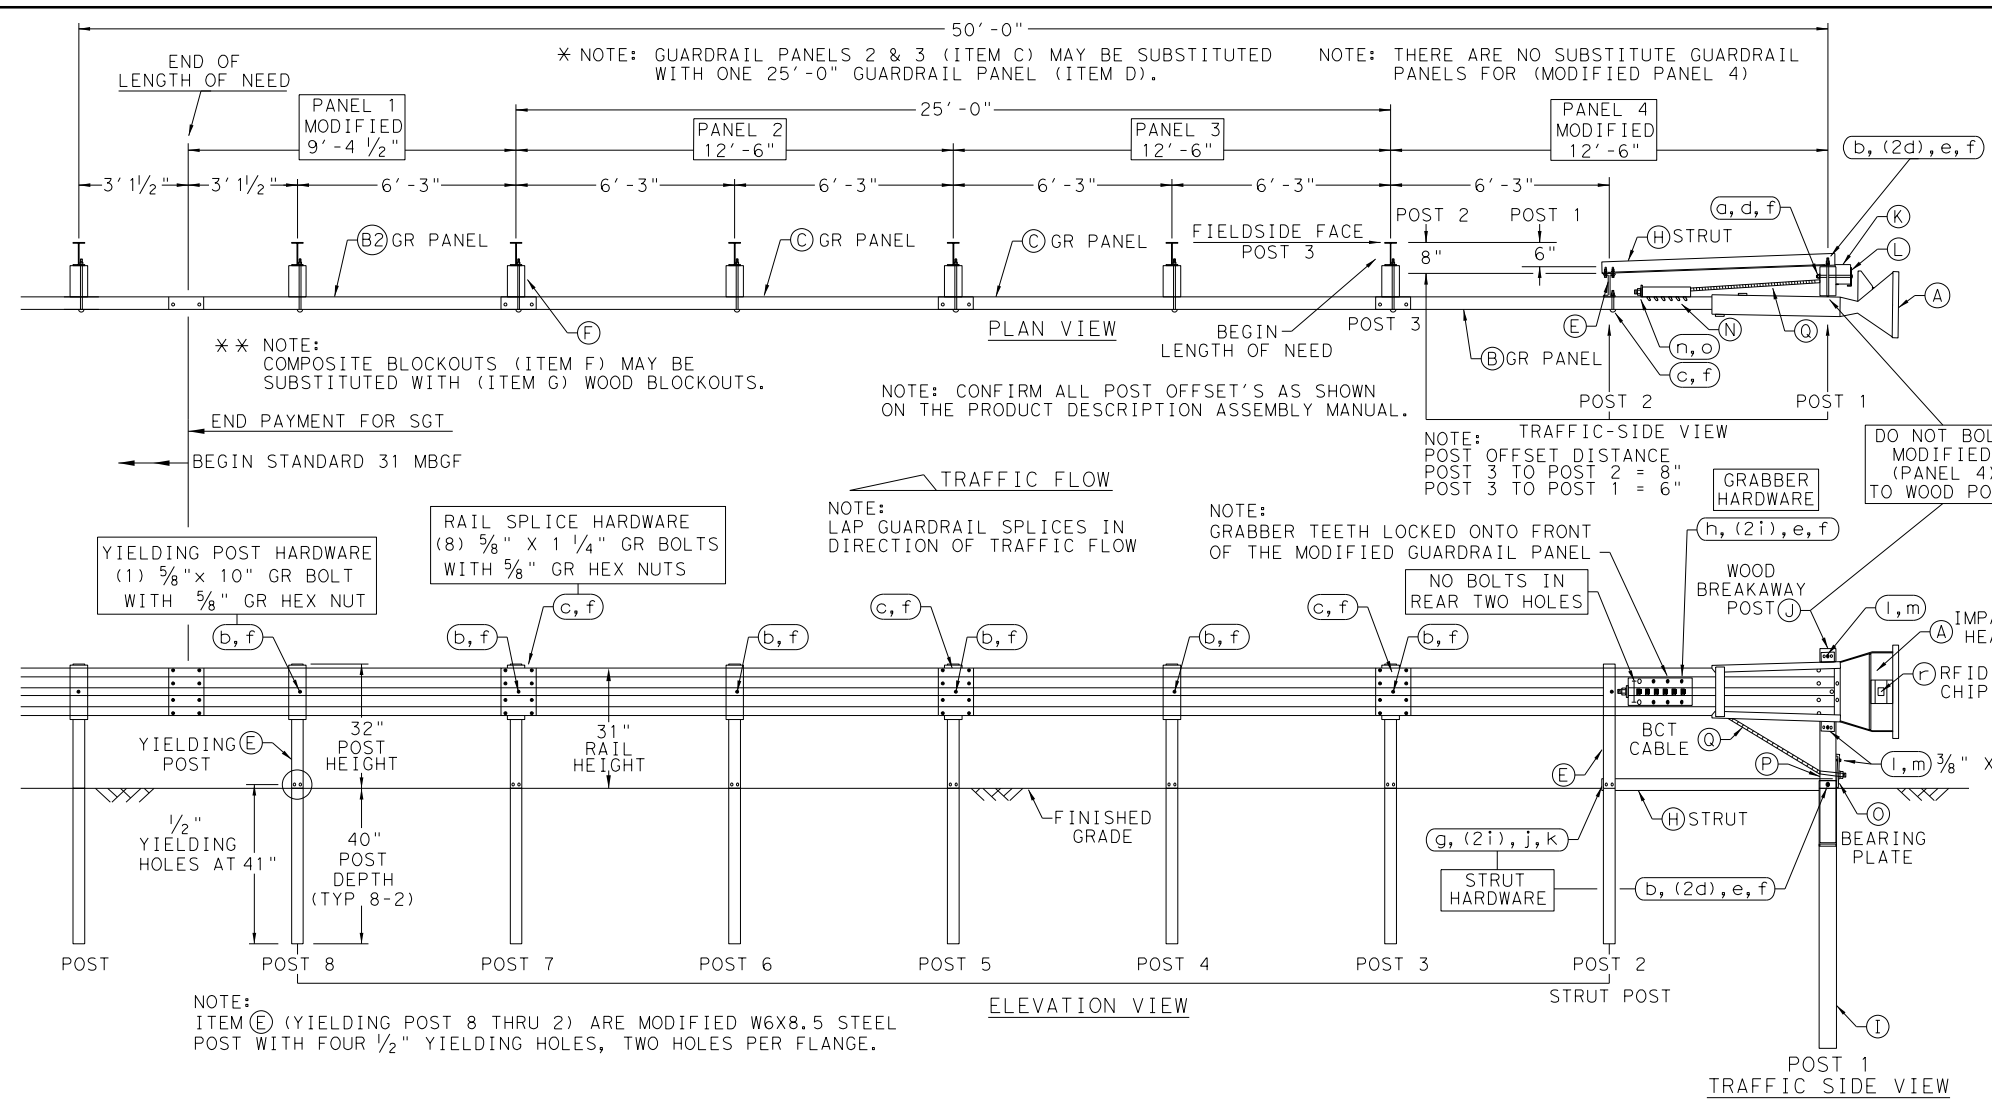 50'-0"
* NOTE: GUARDRAIL PANELS 2 & 3 (ITEM C) MAY BE SUBSTITUTED
WITH ONE 25'-0" GUARDRAIL PANEL (ITEM D).
NOTE: THERE ARE NO SUBSTITUTE GUARDRAIL
PANELS FOR (MODIFIED PANEL 4)
END OF
LENGTH OF NEED
PANEL 1
MODIFIED
9'-4 1/2"
25'-0"
PANEL 2
12'-6"
PANEL 3
12'-6"
PANEL 4
MODIFIED
12'-6"
b, (2d), e, f
3' 1 1/2"
3' 1 1/2"
6'-3"
6'-3"
6'-3"
6'-3"
6'-3"
6'-3"
POST 2
POST 1
a, d, f
K
B2 GR PANEL
C GR PANEL
C GR PANEL
FIELDSIDE FACE
POST 3
8"
6"
H STRUT
L
A
F
PLAN VIEW
BEGIN
LENGTH OF NEED
POST 3
E
N
Q
n, o
B GR PANEL
c, f
** NOTE:
COMPOSITE BLOCKOUTS (ITEM F) MAY BE
SUBSTITUTED WITH (ITEM G) WOOD BLOCKOUTS.
NOTE: CONFIRM ALL POST OFFSET'S AS SHOWN
ON THE PRODUCT DESCRIPTION ASSEMBLY MANUAL.
POST 2
POST 1
END PAYMENT FOR SGT
BEGIN STANDARD 31 MBGF
TRAFFIC-SIDE VIEW
NOTE:
POST OFFSET DISTANCE
POST 3 TO POST 2 = 8"
POST 3 TO POST 1 = 6"
DO NOT
MODIFIED
(PANEL 4)
TO WOOD
TRAFFIC FLOW
NOTE:
LAP GUARDRAIL SPLICES IN
DIRECTION OF TRAFFIC FLOW
NOTE:
GRABBER TEETH LOCKED ONTO FRONT
OF THE MODIFIED GUARDRAIL PANEL
GRABBER
HARDWARE
h, (2i), e, f
YIELDING POST HARDWARE
(1) 5/8"x 10" GR BOLT
WITH 5/8" GR HEX NUT
RAIL SPLICE HARDWARE
(8) 5/8" X 1 1/4" GR BOLTS
WITH 5/8" GR HEX NUTS
NO BOLTS IN
REAR TWO HOLES
WOOD
BREAKAWAY
POST J
c, f
c, f
c, f
l, m
b, f
b, f
b, f
b, f
b, f
b, f
A
r RFID
CHIP
YIELDING E
POST
32"
POST
HEIGHT
31"
RAIL
HEIGHT
BCT
CABLE
Q
E
P
l, m 3/8" X
1/2"
YIELDING
HOLES AT 41"
40"
POST
DEPTH
(TYP 8-2)
FINISHED
GRADE
H STRUT
O
BEARING
PLATE
g, (2i), j, k
STRUT
HARDWARE
b, (2d), e, f
POST
POST 8
POST 7
POST 6
POST 5
POST 4
POST 3
POST 2
STRUT POST
ELEVATION VIEW
NOTE:
ITEM E (YIELDING POST 8 THRU 2) ARE MODIFIED W6X8.5 STEEL
POST WITH FOUR 1/2" YIELDING HOLES, TWO HOLES PER FLANGE.
I
POST 1
TRAFFIC SIDE VIEW